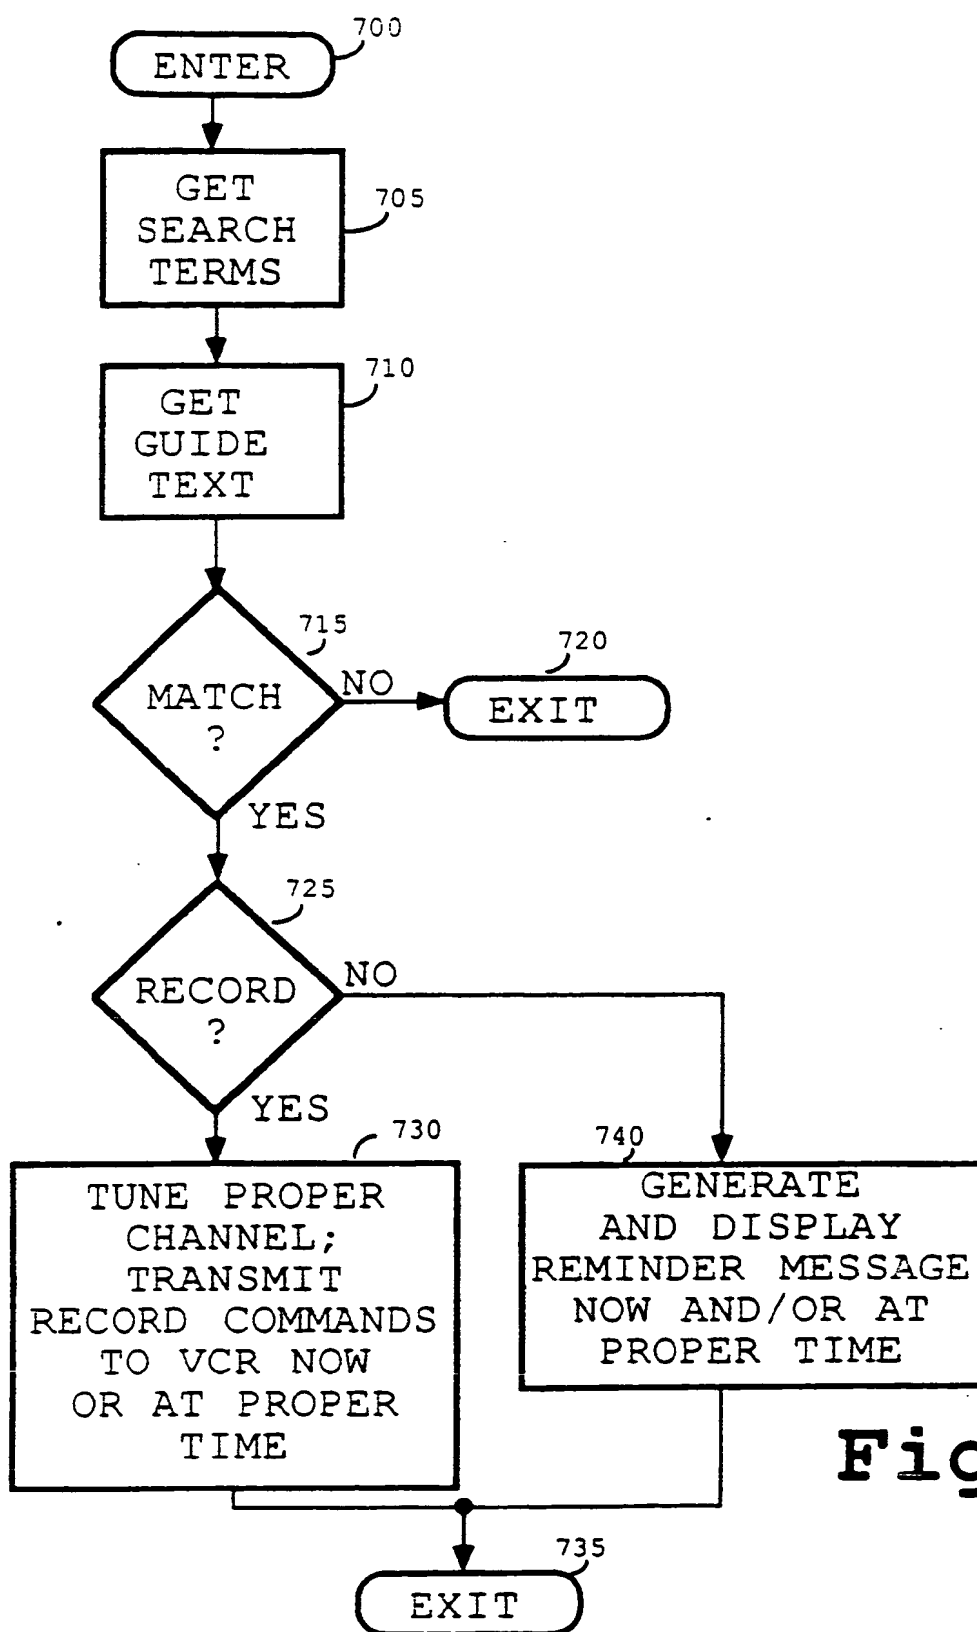 700
ENTER
705
GET
SEARCH
TERMS
710
GET
GUIDE
TEXT
715
MATCH
?
NO
720
EXIT
YES
725
RECORD
?
NO
YES
730
TUNE PROPER
CHANNEL;
TRANSMIT
RECORD COMMANDS
TO VCR NOW
OR AT PROPER
TIME
740
GENERATE
AND DISPLAY
REMINDER MESSAGE
NOW AND/OR AT
PROPER TIME
Fig
735
EXIT